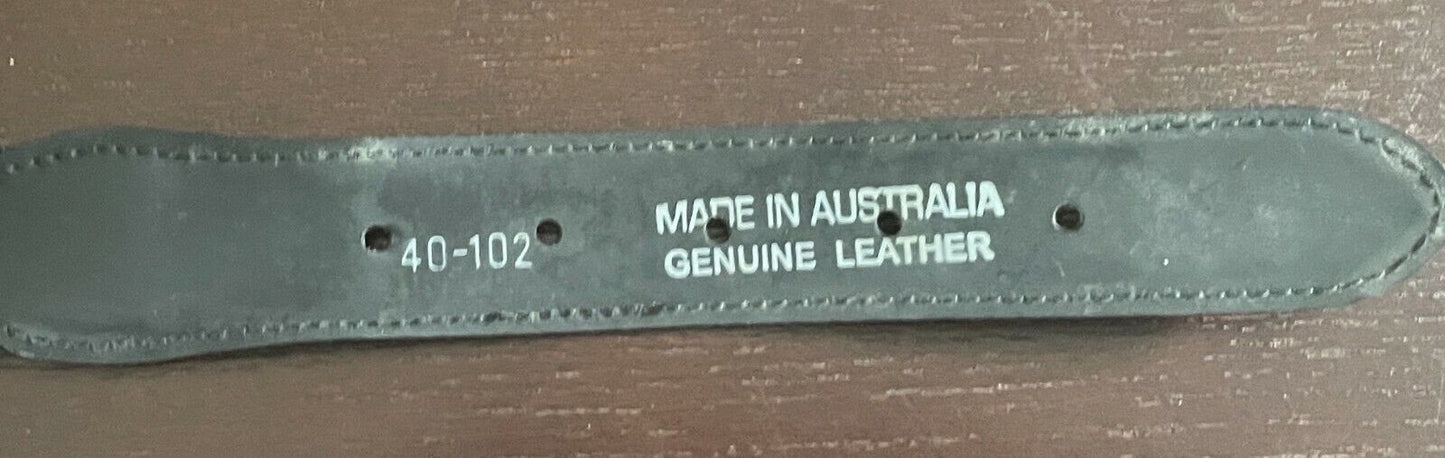 40-102
MADE IN AUSTRALIA
GENUINE LEATHER